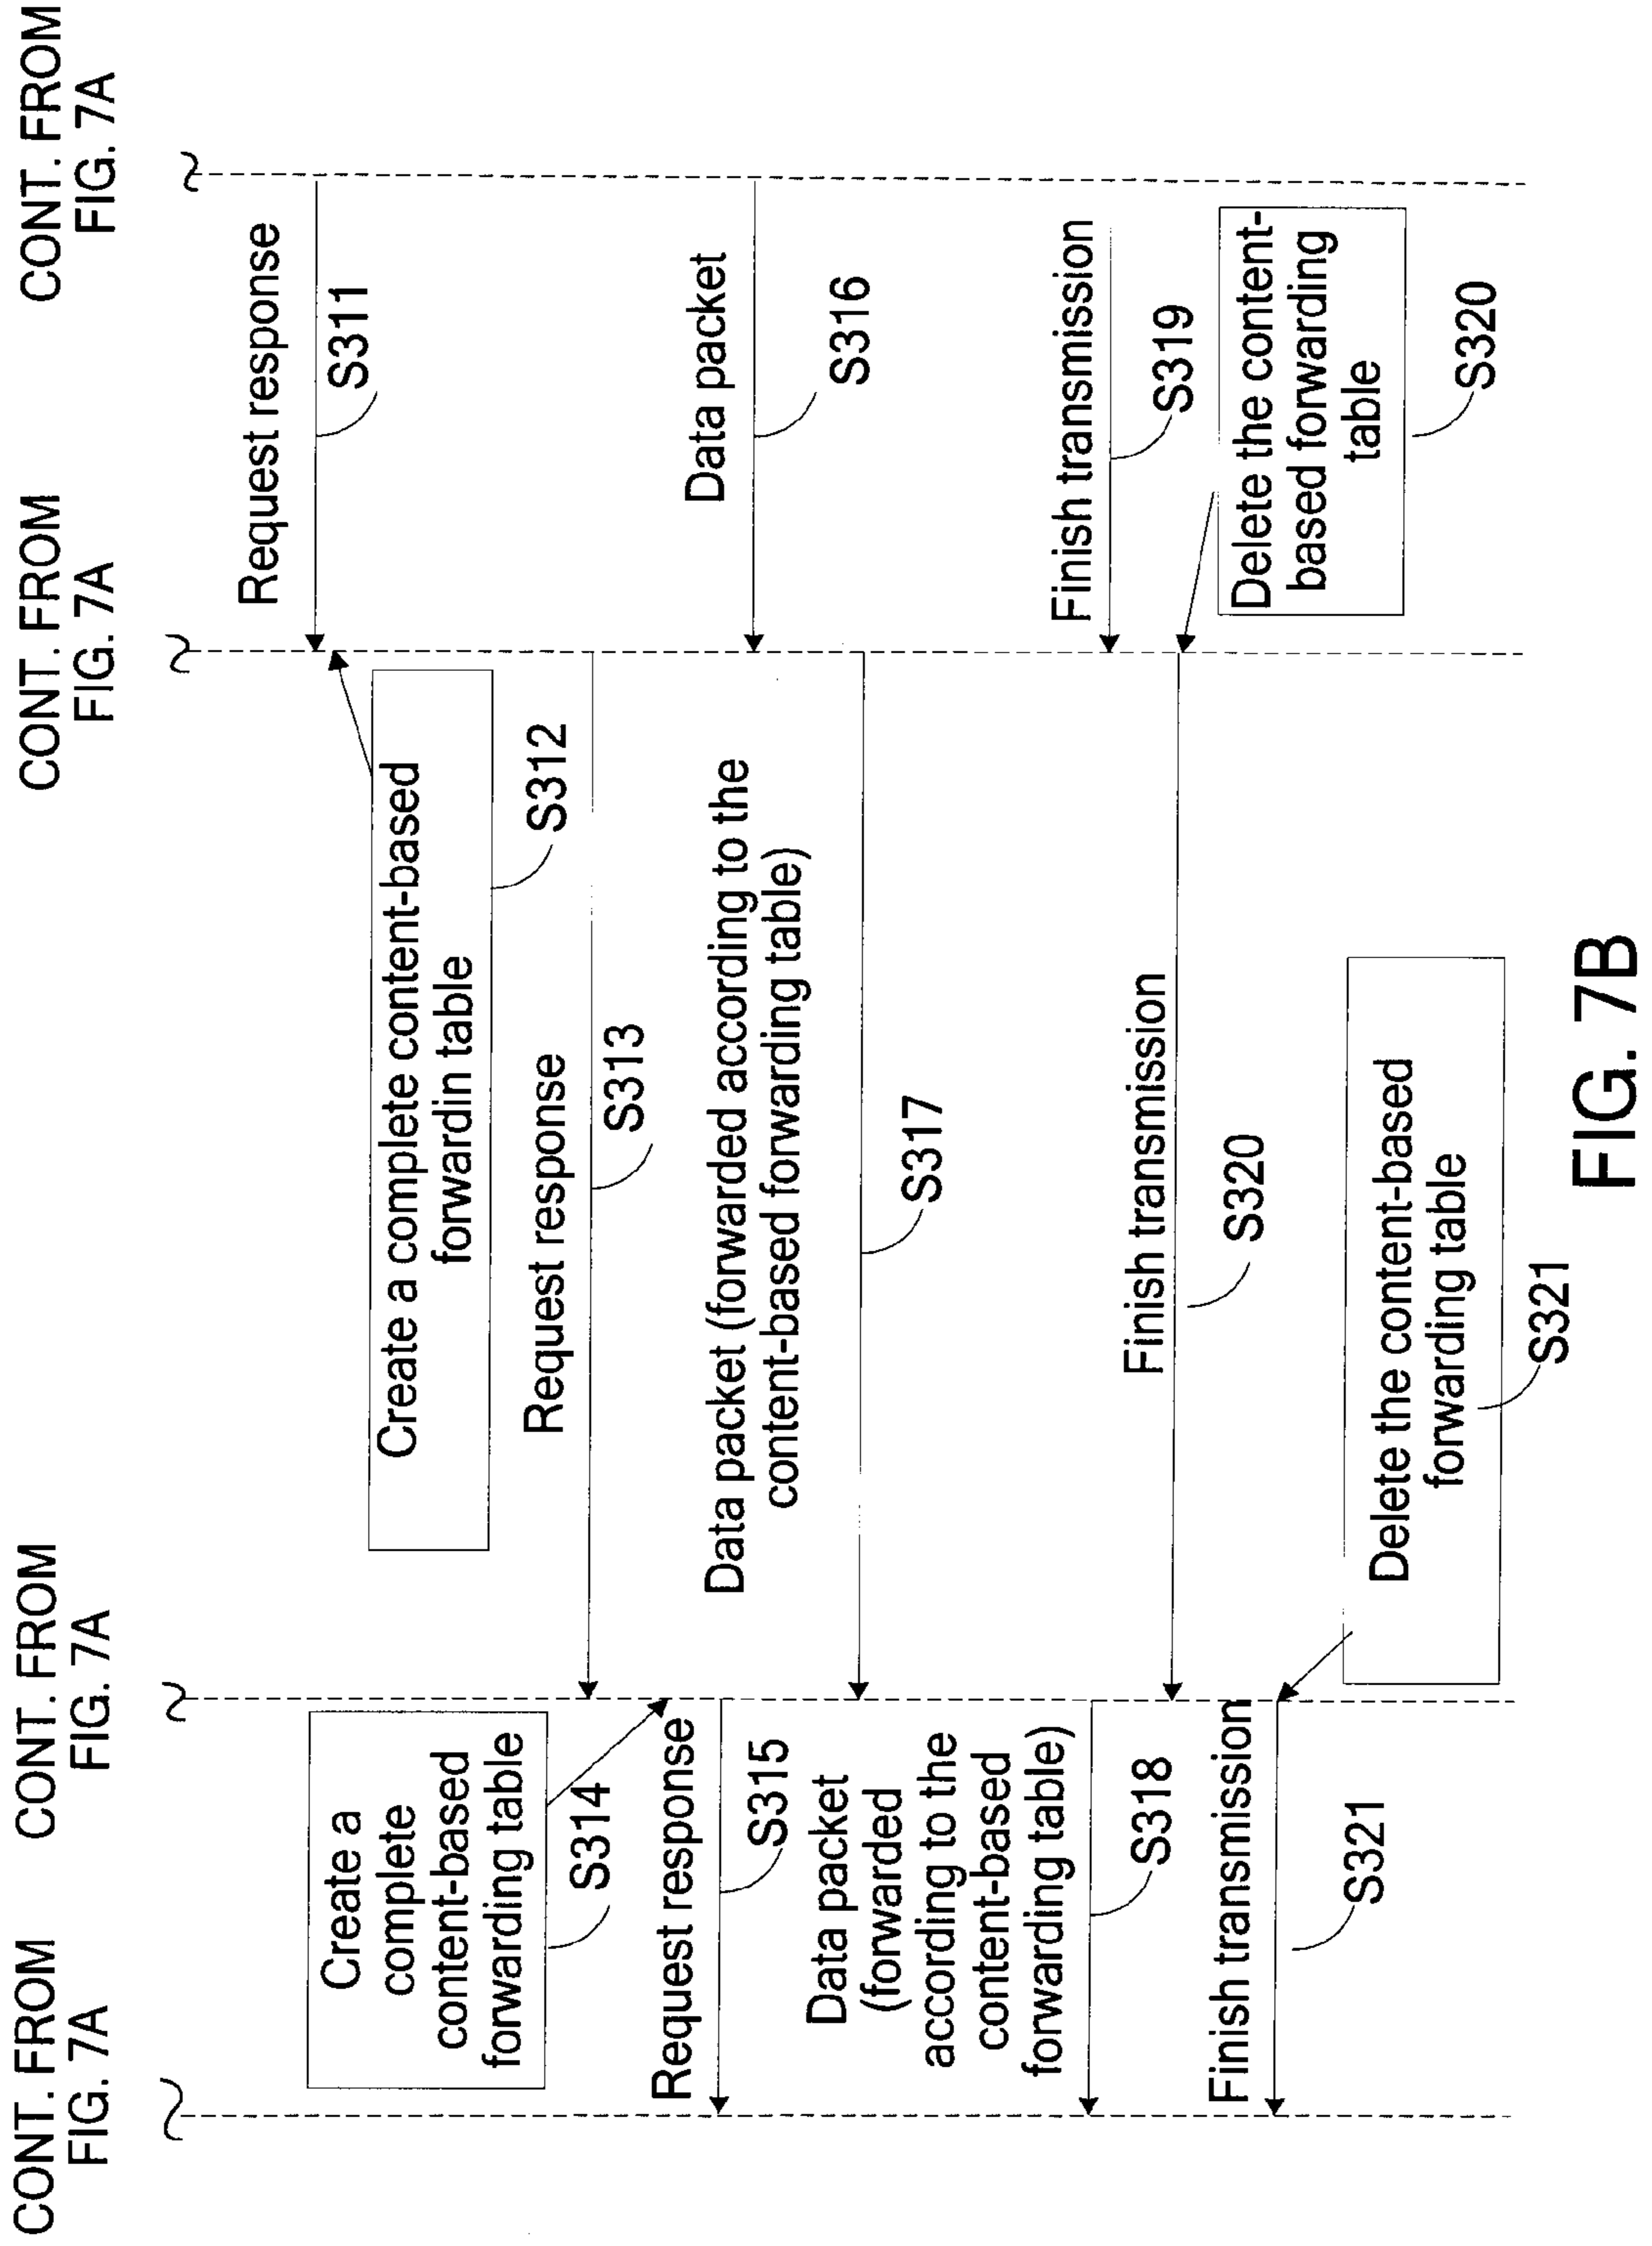 CONT. FROM
FIG. 7A
CONT. FROM
FIG. 7A
CONT. FROM
FIG. 7A
CONT. FROM
FIG. 7A
Request response
S311
Create a complete content-based
forwardin table
S312
Request response
S313
Create a
complete
content-based
forwarding table
S314
Request response
S315
Data packet
S316
Data packet (forwarded according to the
content-based forwarding table)
S317
Data packet
(forwarded
according to the
content-based
forwarding table)
S318
Finish transmission
S319
Delete the content-
based forwarding
table
S320
Finish transmission
S320
Delete the content-based
forwarding table
S321
Finish transmission
S321
FIG. 7B